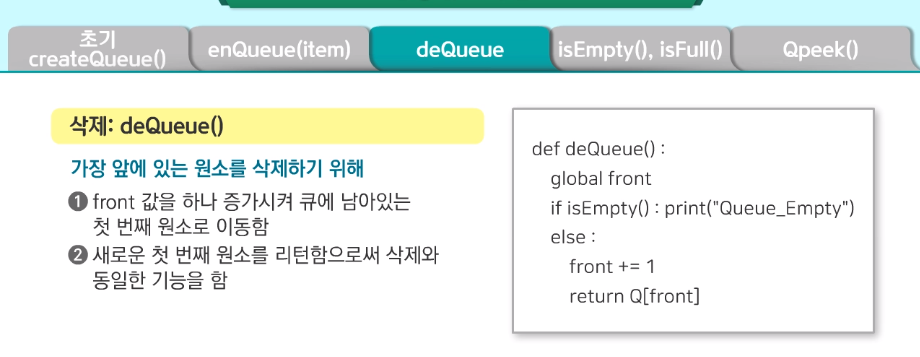 초기
createQueue()
enQueue(item)
deQueue
isEmpty(), isFull()
Qpeek()
삭제: deQueue()
가장 앞에 있는 원소를 삭제하기 위해
❶ front 값을 하나 증가시켜 큐에 남아있는
첫 번째 원소로 이동함
❷ 새로운 첫 번째 원소를 리턴함으로써 삭제와
동일한 기능을 함
def deQueue() :
global front
if isEmpty() : print("Queue_Empty")
else :
front += 1
return Q[front]